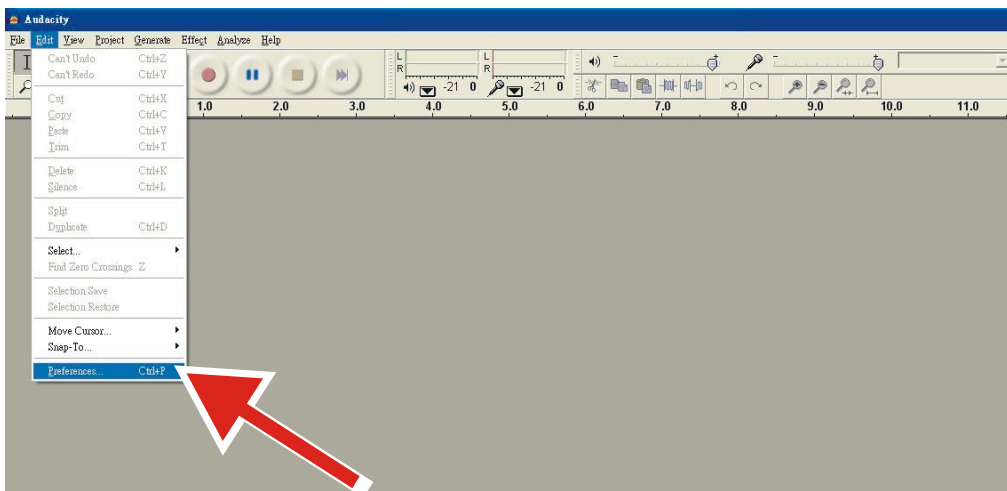 Audacity
File Edit View Project Generate Effect Analyze Help
Can't Undo Ctrl+Z
Can't Redo Ctrl+Y
Cut Ctrl+X
Copy Ctrl+C
Paste Ctrl+V
Trim Ctrl+T
Delete Ctrl+K
Silence Ctrl+L
Split
Duplicate Ctrl+D
Select...
Find Zero Crossings Z
Selection Save
Selection Restore
Move Cursor...
Snap-To...
Preferences... Ctrl+P
L L
R R
-21 0 -21 0
1.0 2.0 3.0 4.0 5.0 6.0 7.0 8.0 9.0 10.0 11.0